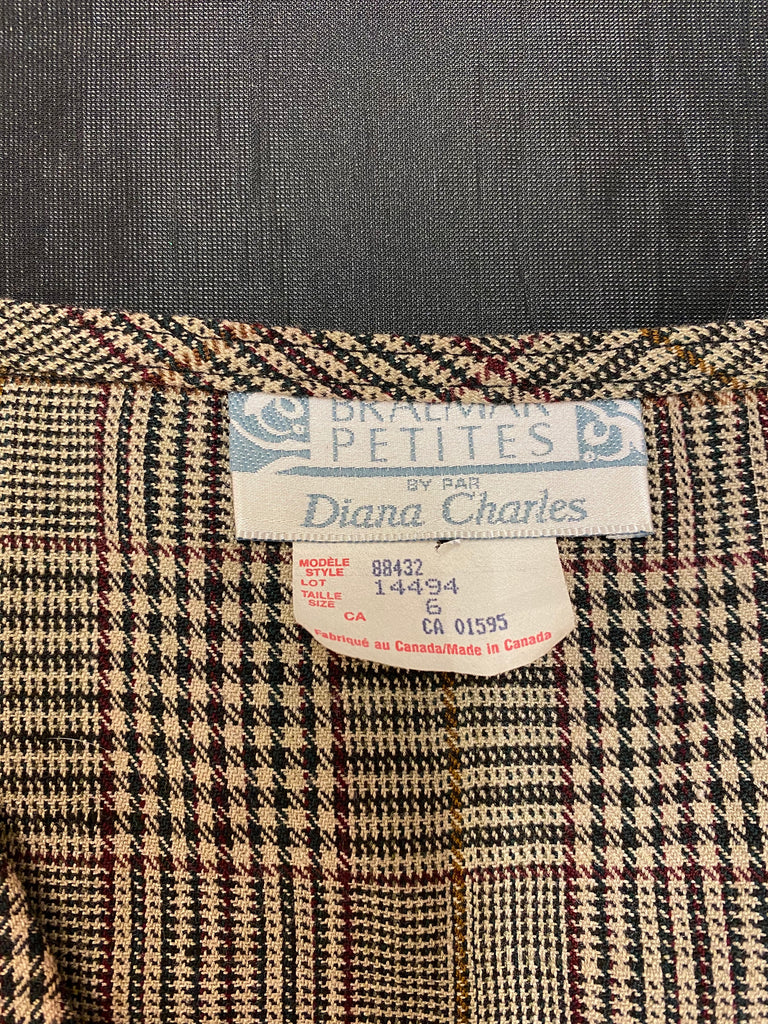 BRAEMAR
PETITES
BY PAR
Diana Charles
MODÈLE
STYLE 88432
LOT 14494
TAILLE
SIZE 6
CA CA 01595
Fabriqué au Canada/Made in Canada